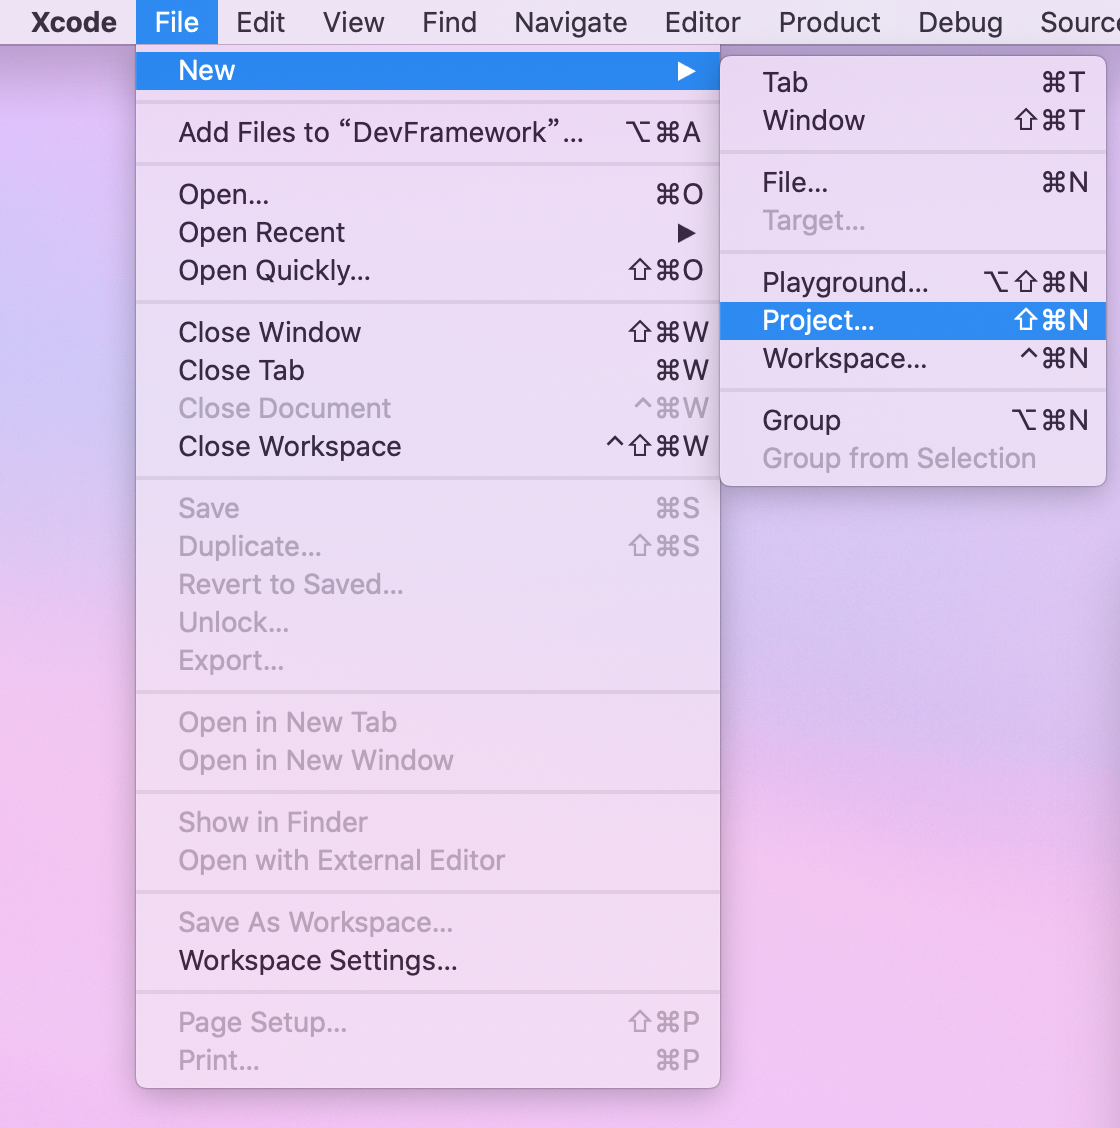 Xcode File Edit View Find Navigate Editor Product Debug
New ▶
Add Files to “DevFramework”... ⌥⌘A
Open... ⌘O
Open Recent ▶
Open Quickly... ⇧⌘O
Close Window ⇧⌘W
Close Tab ⌘W
Close Document ^⌘W
Close Workspace ^⇧⌘W
Save ⌘S
Duplicate... ⇧⌘S
Revert to Saved...
Unlock...
Export...
Open in New Tab
Open in New Window
Show in Finder
Open with External Editor
Save As Workspace...
Workspace Settings...
Page Setup... ⇧⌘P
Print... ⌘P
Tab ⌘T
Window ⇧⌘T
File... ⌘N
Target...
Playground... ⌥⇧⌘N
Project... ⇧⌘N
Workspace... ^⌘N
Group ⌥⌘N
Group from Selection